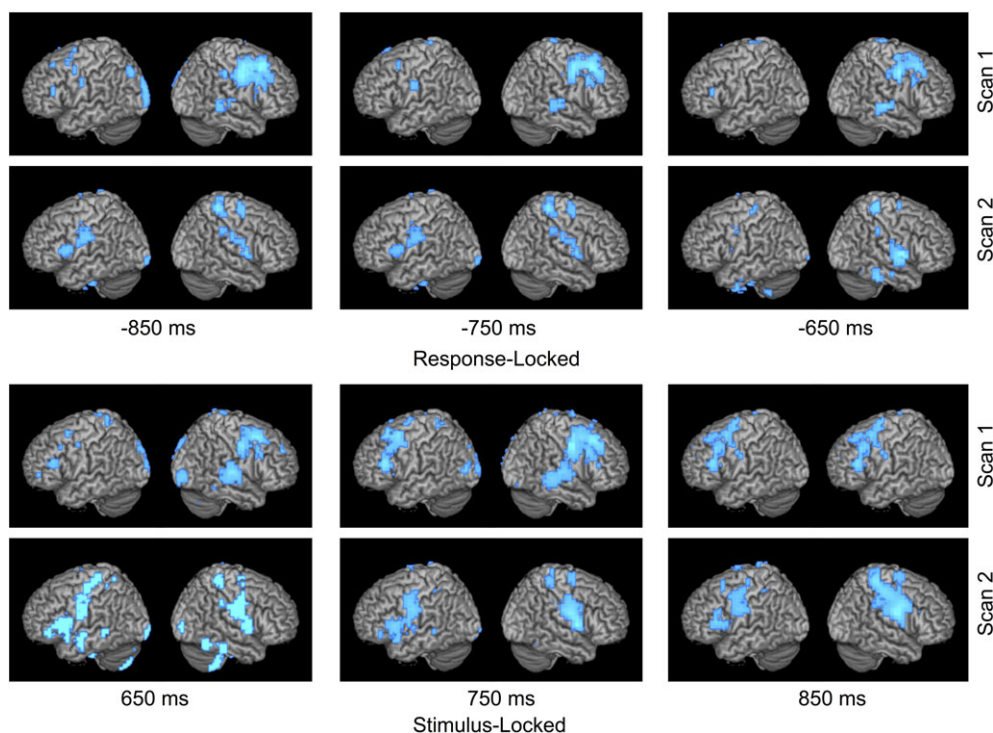 Scan 1
Scan 2
-850 ms
-750 ms
-650 ms
Response-Locked
Scan 1
Scan 2
650 ms
750 ms
850 ms
Stimulus-Locked